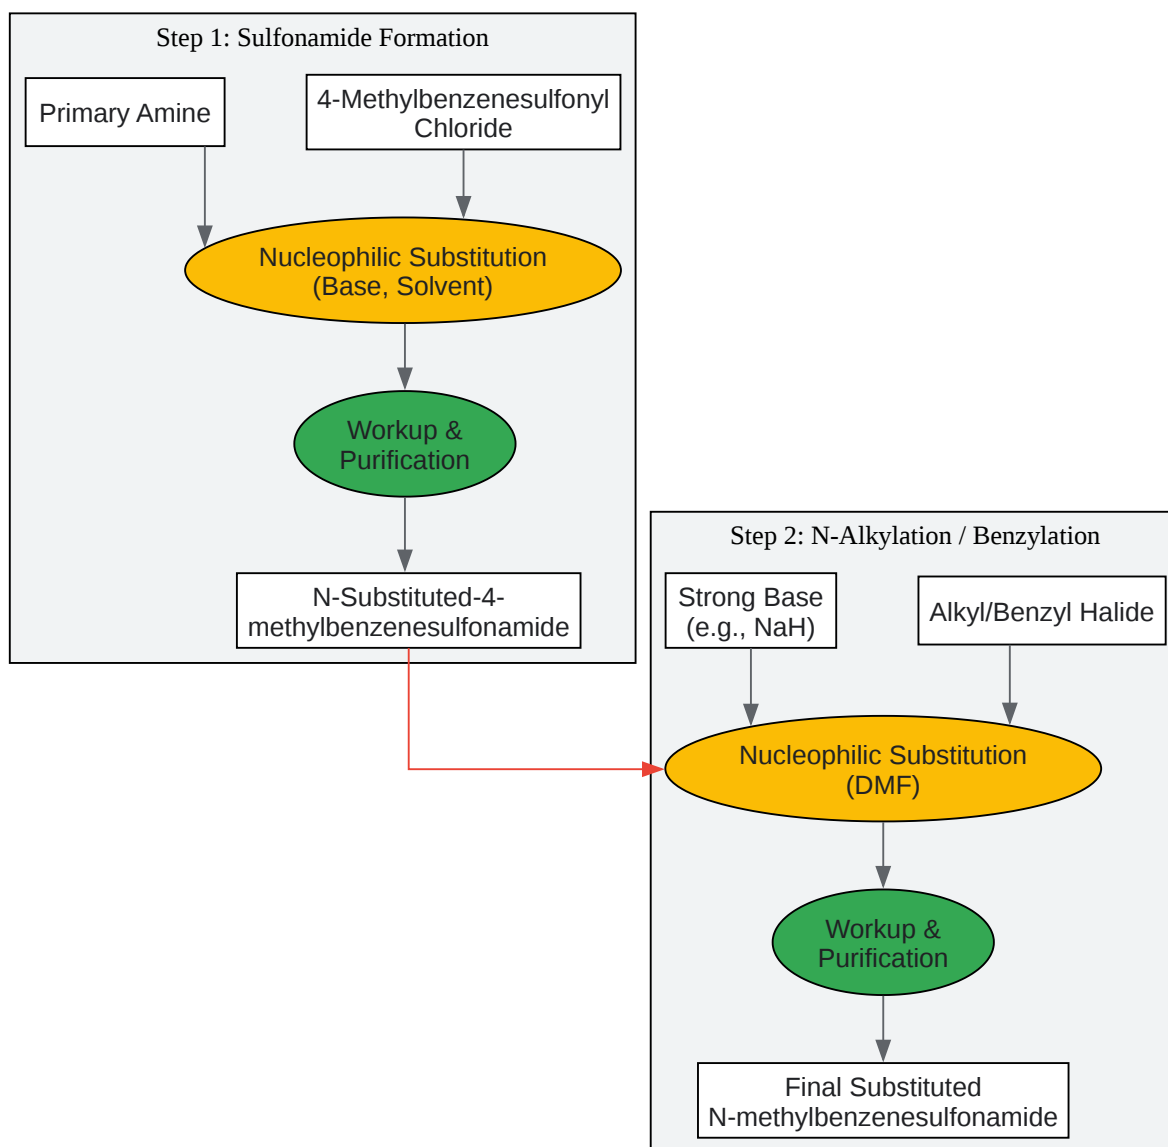 Step 1: Sulfonamide Formation
Primary Amine
4-Methylbenzenesulfonyl
Chloride
Nucleophilic Substitution
(Base, Solvent)
Workup &
Purification
N-Substituted-4-
methylbenzenesulfonamide
Step 2: N-Alkylation / Benzylation
Strong Base
(e.g., NaH)
Alkyl/Benzyl Halide
Nucleophilic Substitution
(DMF)
Workup &
Purification
Final Substituted
N-methylbenzenesulfonamide